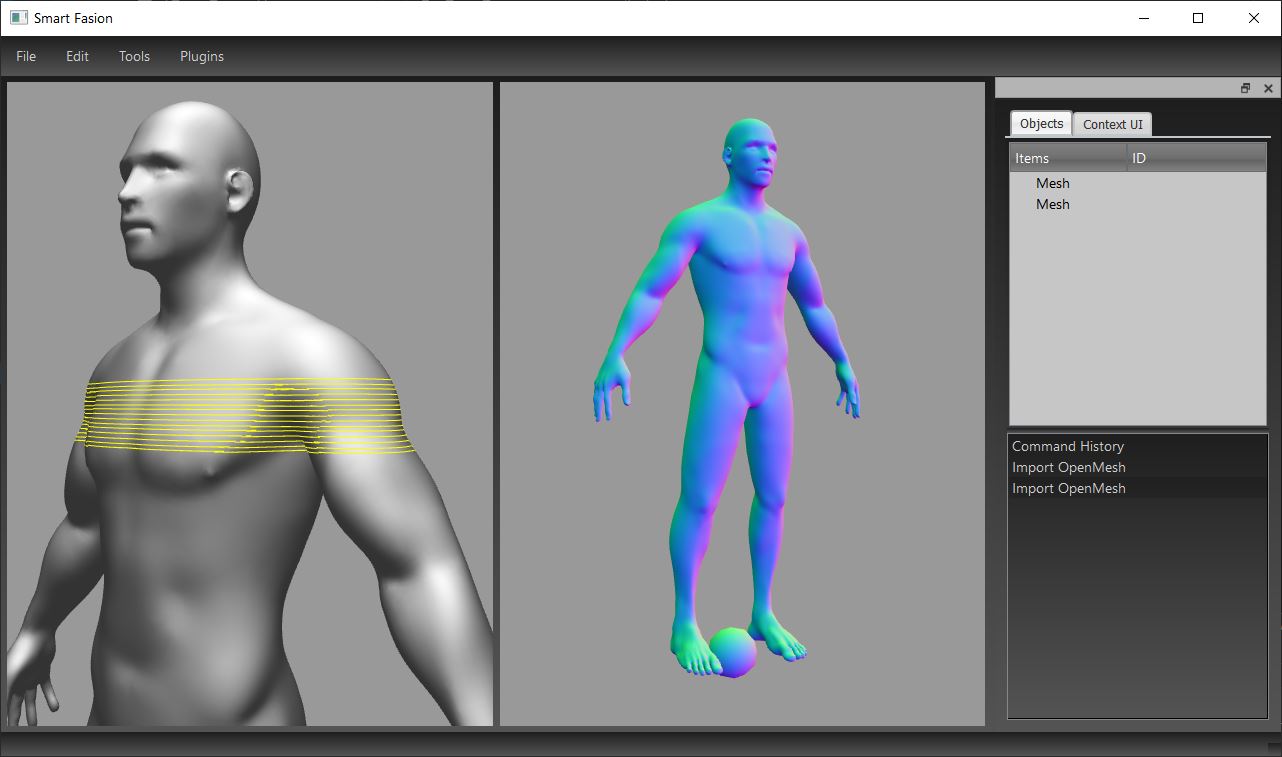 Smart Fasion
File Edit Tools Plugins
Objects Context UI
Items ID
Mesh
Mesh
Command History
Import OpenMesh
Import OpenMesh